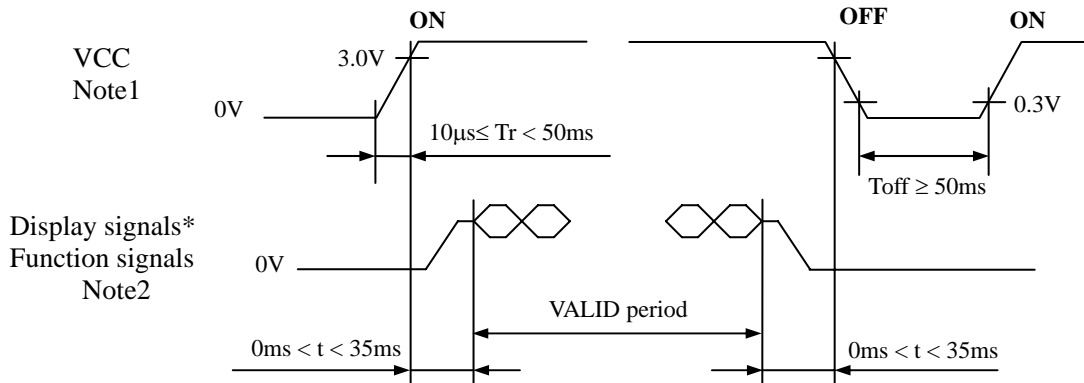 ON
OFF
ON
VCC
Note1
3.0V
0V
0.3V
10μs≤ Tr < 50ms
Toff ≥ 50ms
Display signals*
Function signals
Note2
0V
VALID period
0ms < t < 35ms
0ms < t < 35ms